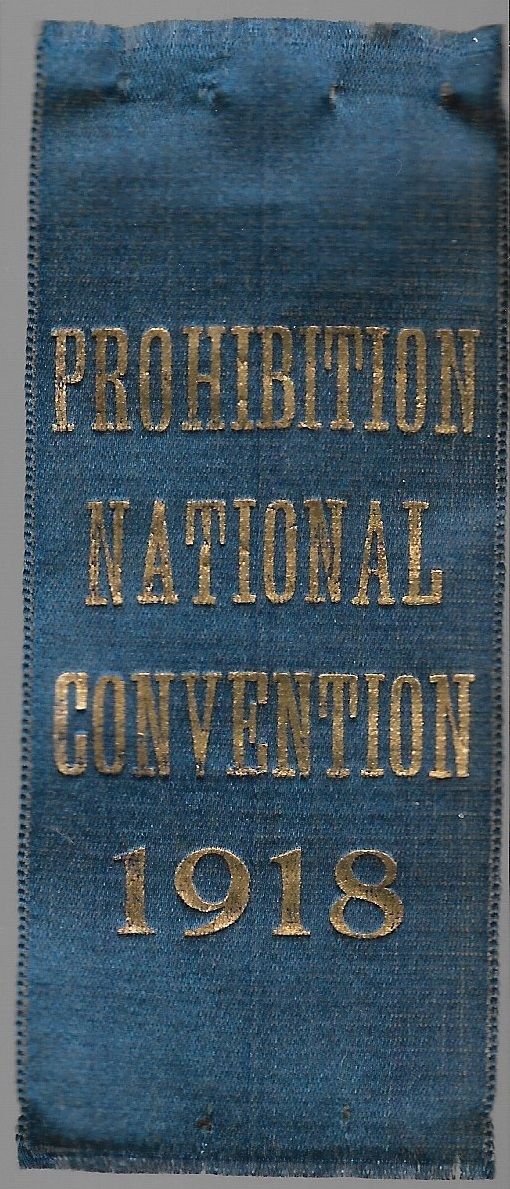 PROHIBITION
NATIONAL
CONVENTION
1918